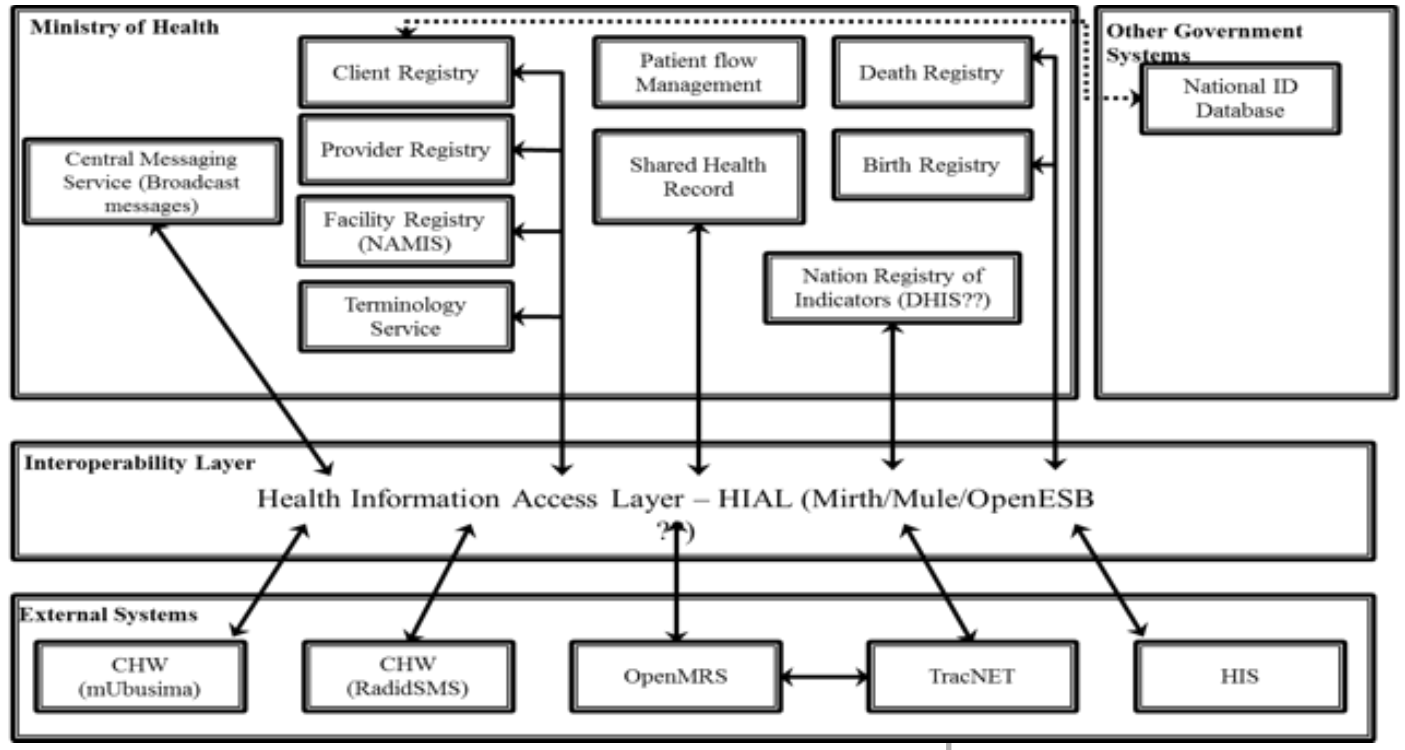 Ministry of Health
Client Registry
Provider Registry
Facility Registry
(NAMIS)
Terminology
Service
Central Messaging
Service (Broadcast
messages)
Patient flow
Management
Shared Health
Record
Death Registry
Birth Registry
Nation Registry of
Indicators (DHIS??)
Other Government
Systems
National ID
Database
Interoperability Layer
Health Information Access Layer – HIAL (Mirth/Mule/OpenESB
??)
External Systems
CHW
(mUbusima)
CHW
(RadidSMS)
OpenMRS
TracNET
HIS